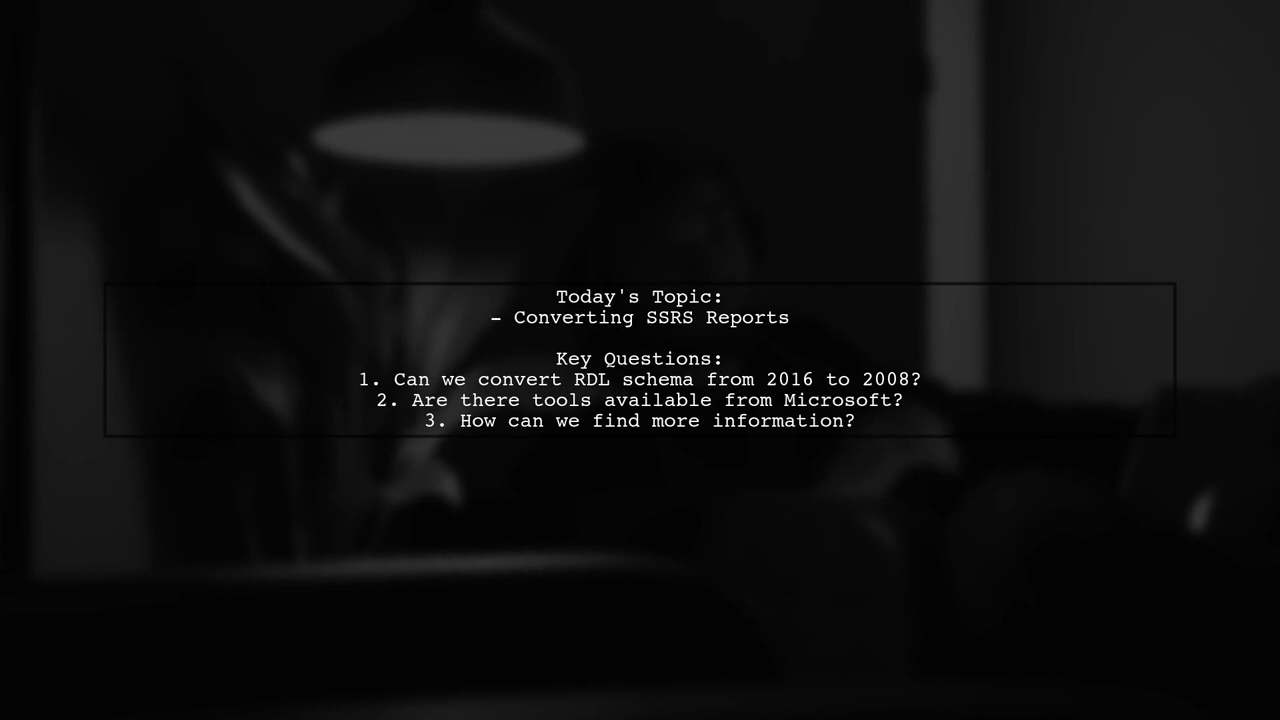 Today's Topic:
- Converting SSRS Reports
Key Questions:
1. Can we convert RDL schema from 2016 to 2008?
2. Are there tools available from Microsoft?
3. How can we find more information?